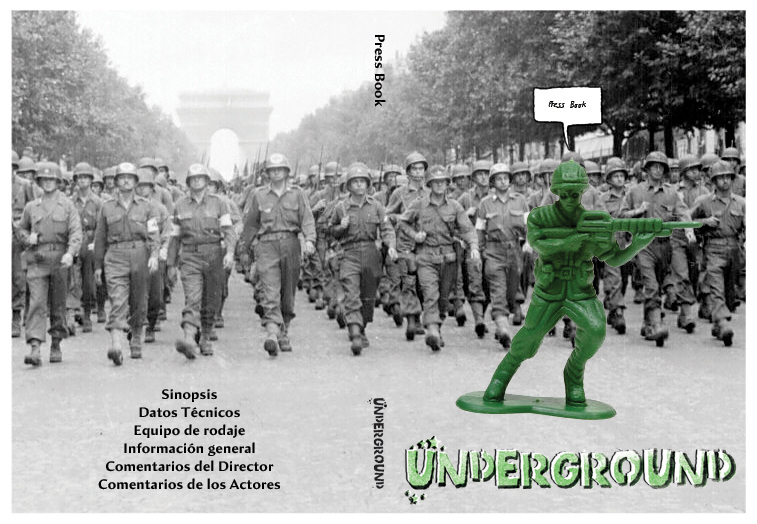 Press Book
Press Book
Sinopsis
Datos Técnicos
Equipo de rodaje
Información general
Comentarios del Director
Comentarios de los Actores
UNDERGROUND
UNDERGROUND